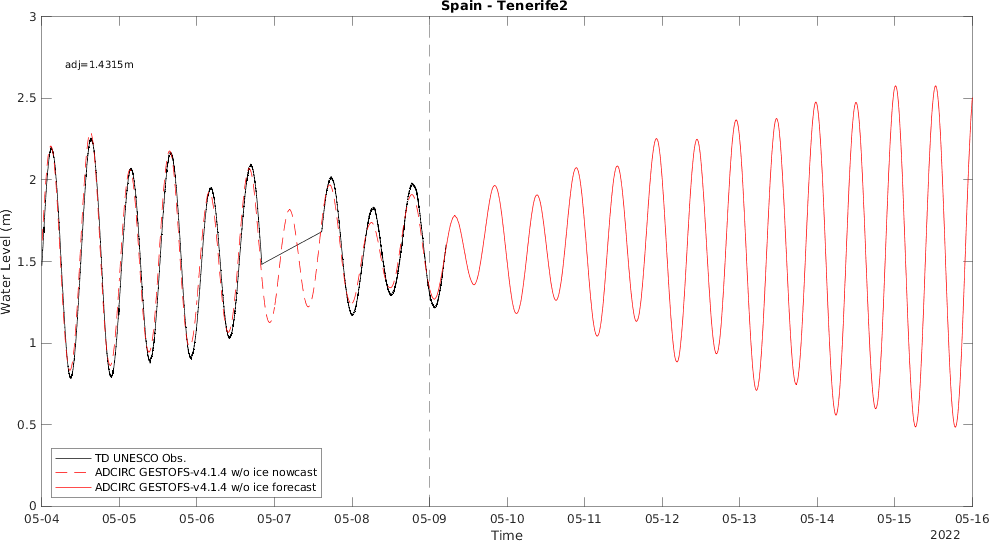 Spain - Tenerife2
adj=1.4315m
3
2.5
2
1.5
1
0.5
0
Water Level (m)
TD UNESCO Obs.
ADCIRC GESTOFS-v4.1.4 w/o ice nowcast
ADCIRC GESTOFS-v4.1.4 w/o ice forecast
05-04 05-05 05-06 05-07 05-08 05-09 05-10 05-11 05-12 05-13 05-14 05-15 05-16
Time
2022